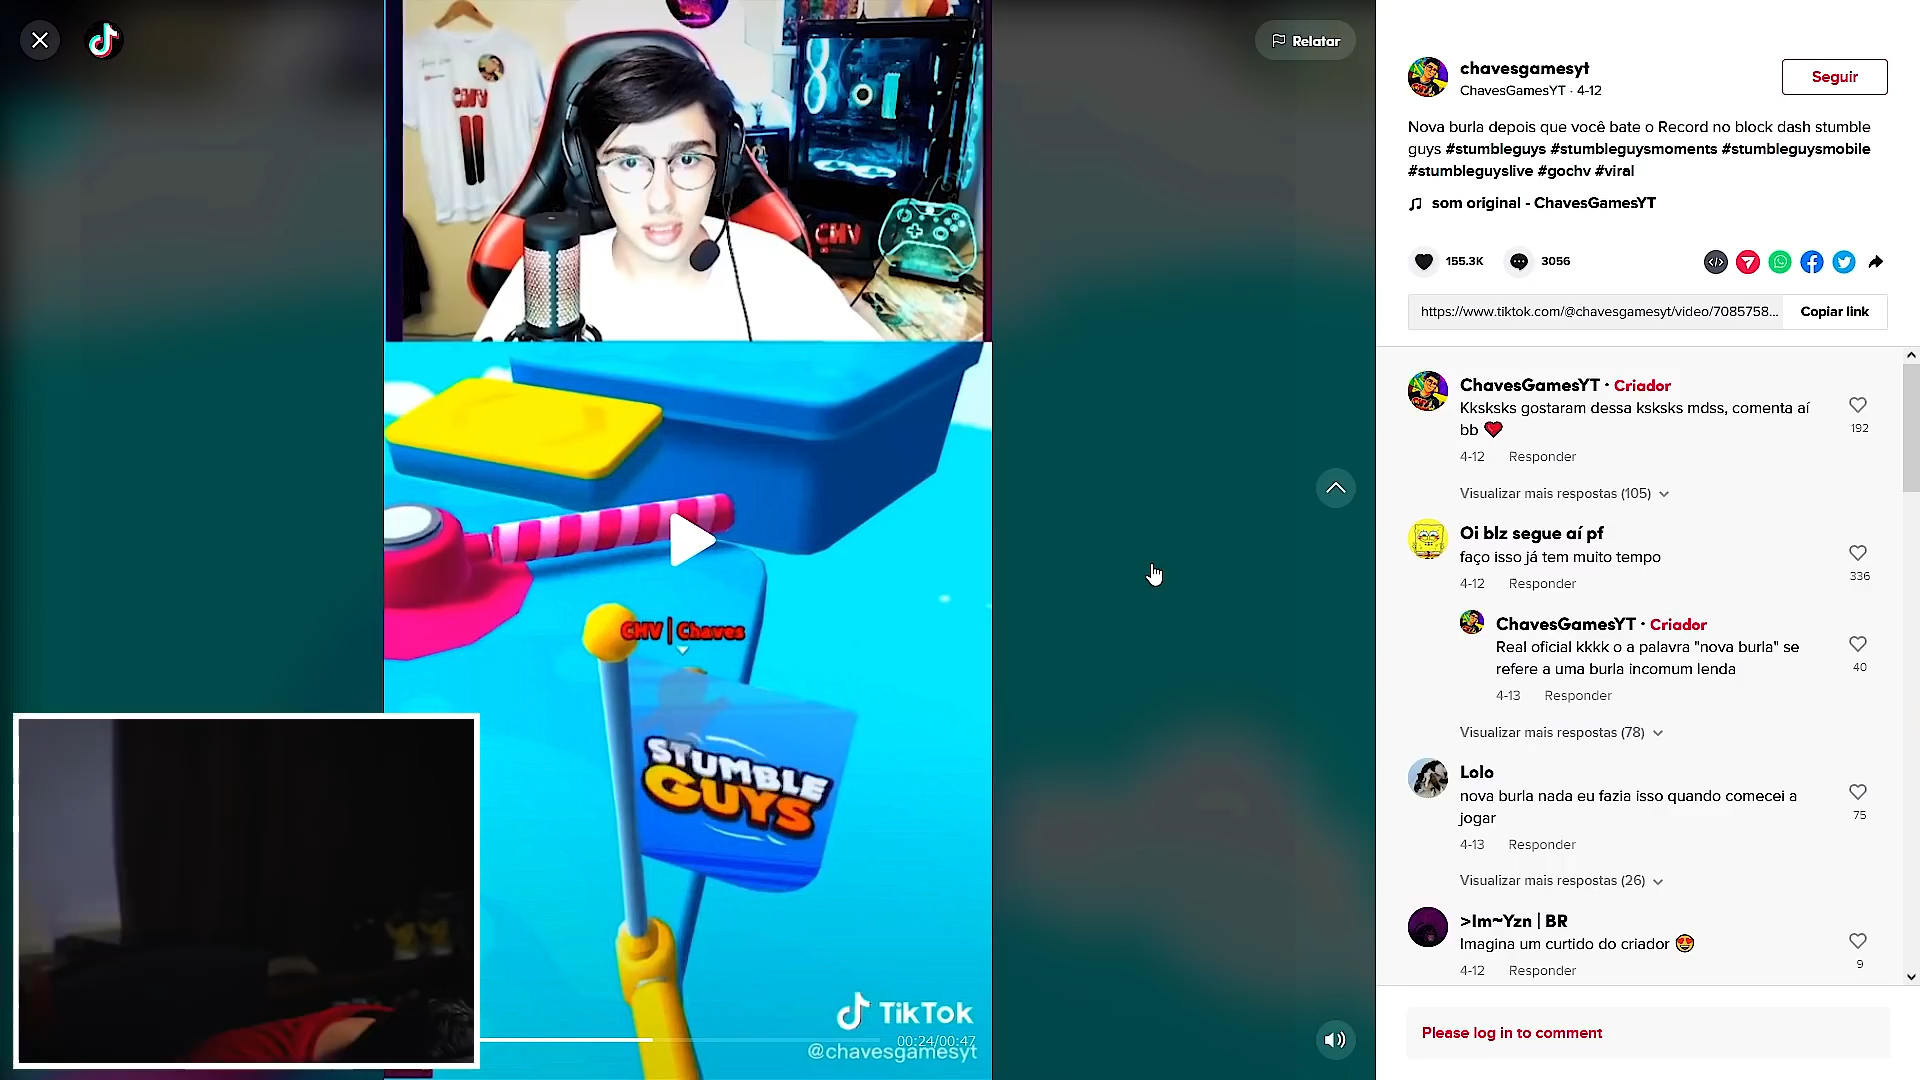 CHV
CHV
CHV | Chaves
STUMBLE
GUYS
TikTok
00:24/00:47
@chavesgamesyt
Relatar
chavesgamesyt
ChavesGamesYT · 4-12
Seguir
Nova burla depois que você bate o Record no block dash stumble
guys #stumbleguys #stumbleguysmoments #stumbleguysmobile
#stumbleguyslive #gochv #viral
som original - ChavesGamesYT
155.3K
3056
https://www.tiktok.com/@chavesgamesyt/video/7085758...
Copiar link
ChavesGamesYT · Criador
Kksksks gostaram dessa ksksks mdss, comenta aí
bb ❤️
192
4-12 Responder
Visualizar mais respostas (105)
Oi blz segue aí pf
faço isso já tem muito tempo
336
4-12 Responder
ChavesGamesYT · Criador
Real oficial kkkk o a palavra "nova burla" se
refere a uma burla incomum lenda
40
4-13 Responder
Visualizar mais respostas (78)
Lolo
nova burla nada eu fazia isso quando comecei a
jogar
75
4-13 Responder
Visualizar mais respostas (26)
>Im~Yzn | BR
Imagina um curtido do criador 😍
9
4-12 Responder
Please log in to comment